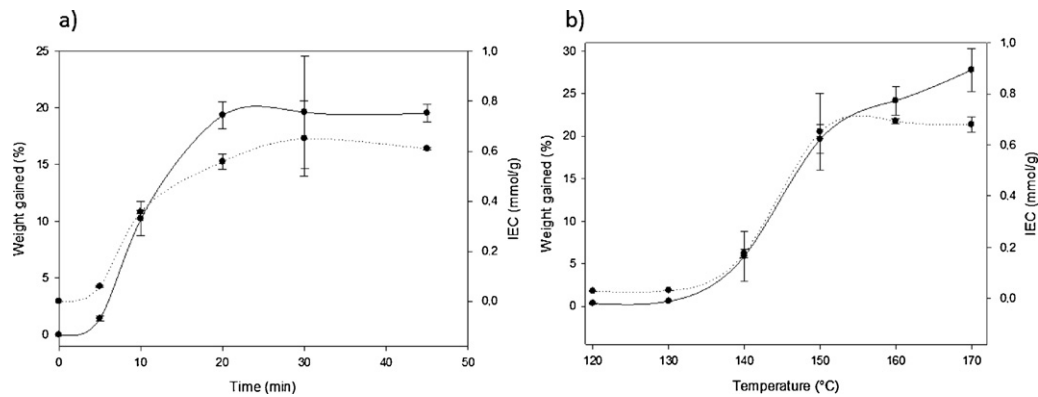 a)
Weight gained (%)
25
20
15
10
5
0
1,0
0,8
0,6
0,4
0,2
0,0
IEC (mmol/g)
0 10 20 30 40 50
Time (min)
b)
Weight gained (%)
30
25
20
15
10
5
0
1,0
0,8
0,6
0,4
0,2
0,0
IEC (mmol/g)
120 130 140 150 160 170
Temperature (°C)